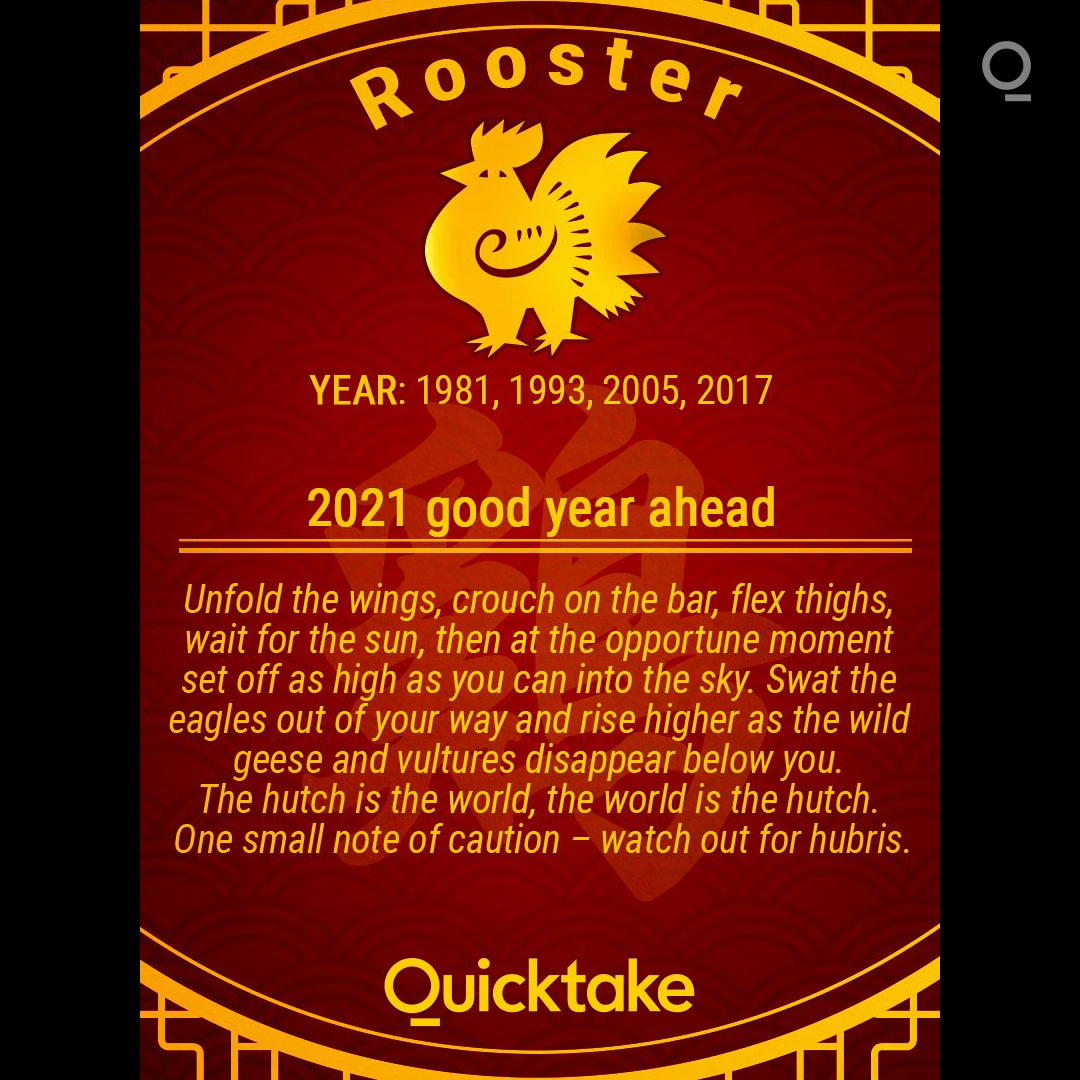 Rooster
YEAR: 1981, 1993, 2005, 2017
2021 good year ahead
Unfold the wings, crouch on the bar, flex thighs,
wait for the sun, then at the opportune moment
set off as high as you can into the sky. Swat the
eagles out of your way and rise higher as the wild
geese and vultures disappear below you.
The hutch is the world, the world is the hutch.
One small note of caution – watch out for hubris.
Quicktake